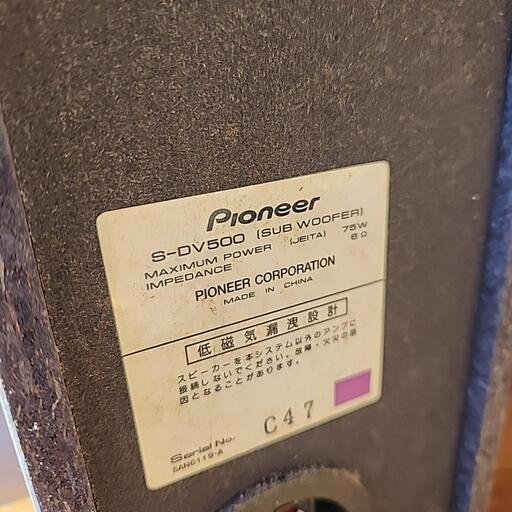 Pioneer
S-DV500 (SUB WOOFER)
MAXIMUM POWER (JEITA) 75W
IMPEDANCE 6Ω
PIONEER CORPORATION
MADE IN CHINA
低磁気漏洩設計
スピーカーを本システム以外のアンプに
接続しないでください。故障・火災の原
因となることがあります。
Serial No. C47
SAN6119-A